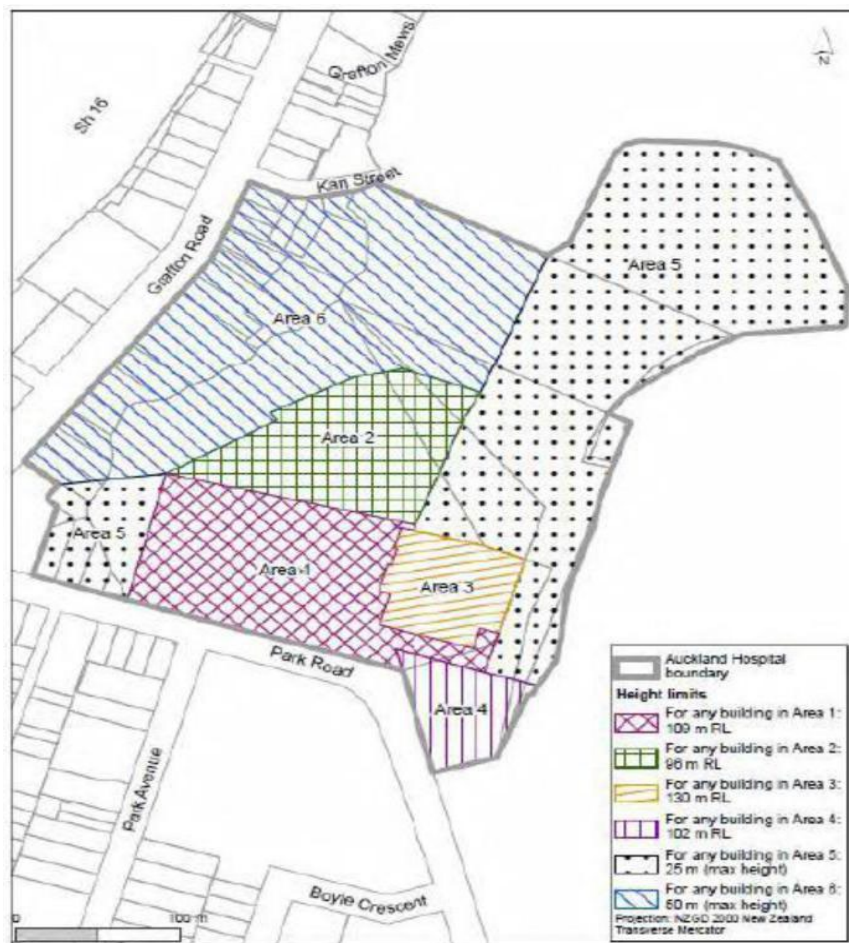 Grafton Mews
N
Sh 16
Kari Street
Grafton Road
Area 5
Area 6
Area 2
Area 5
Area 1
Area 3
Park Road
Area 4
Park Avenue
Boyle Crescent
0
100 m
Auckland Hospital
boundary
Height limits
For any building in Area 1:
109 m RL
For any building in Area 2:
96 m RL
For any building in Area 3:
130 m RL
For any building in Area 4:
102 m RL
For any building in Area 5:
25 m (max height)
For any building in Area 6:
50 m (max height)
Projection: NZGD 2000 New Zealand
Transverse Mercator